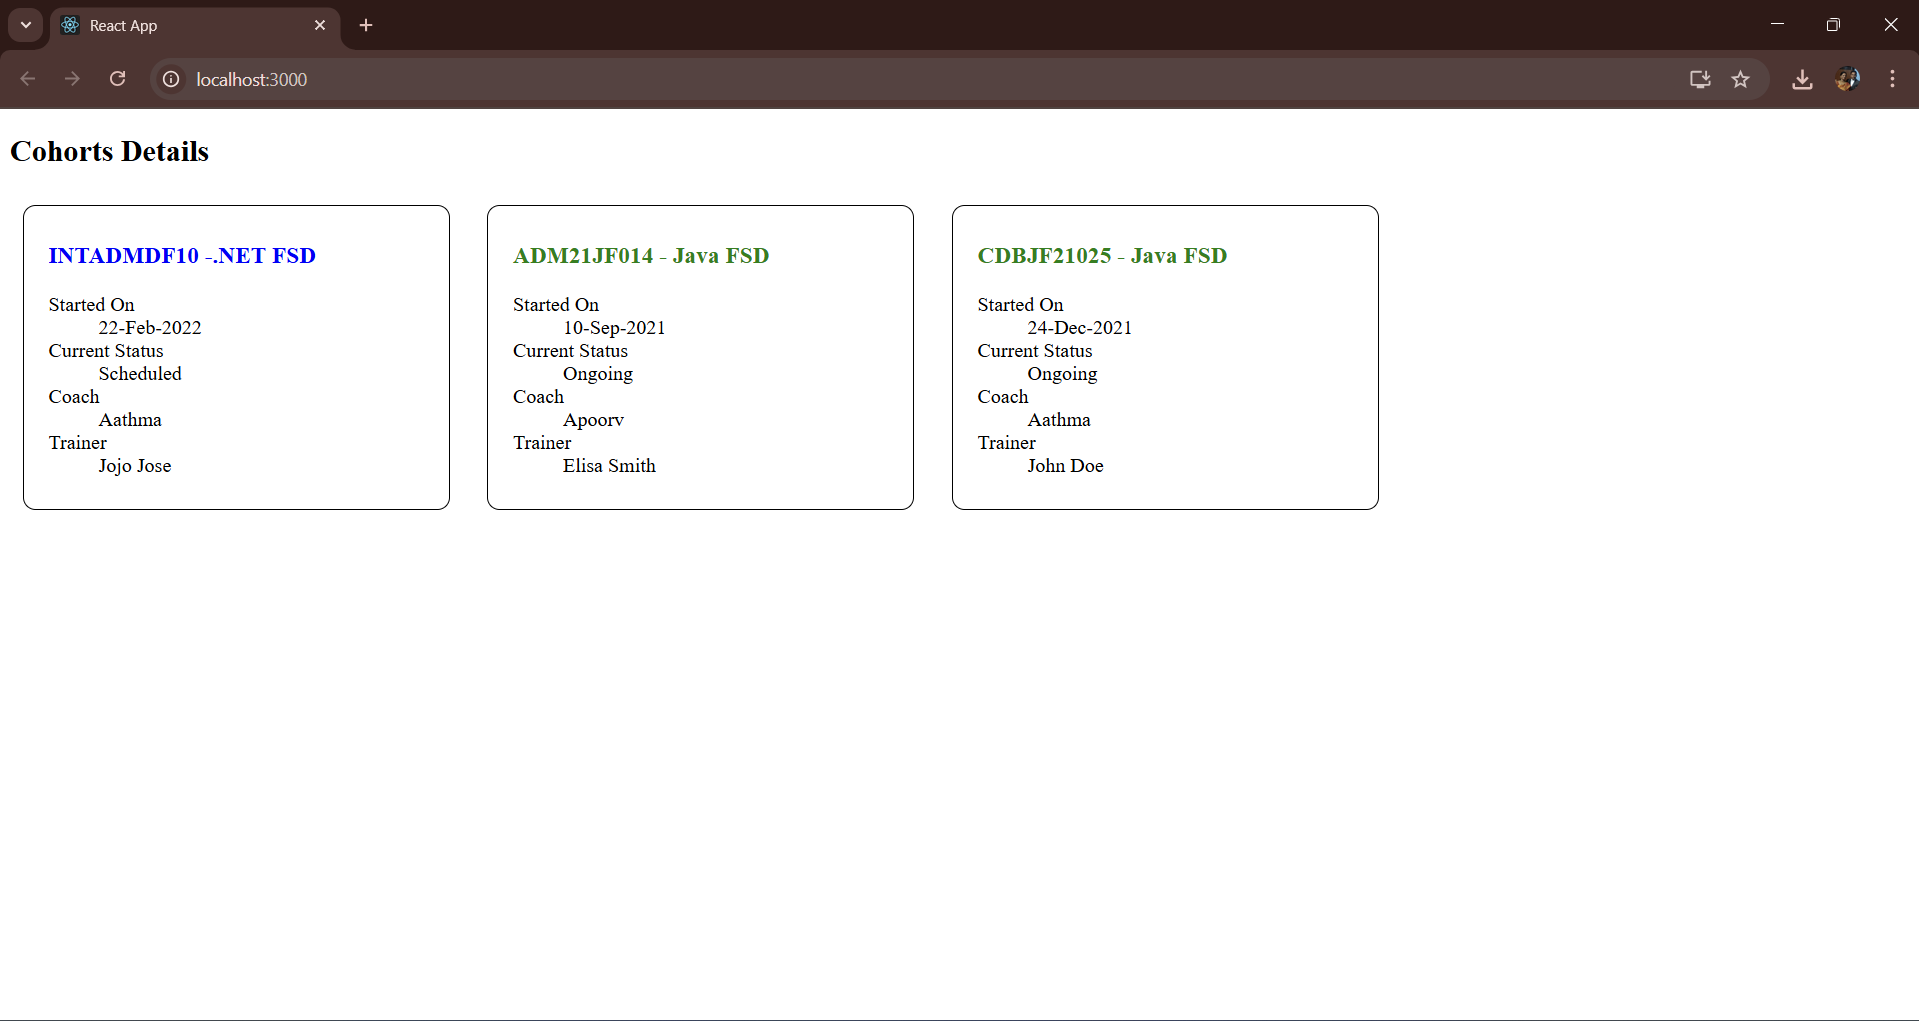 React App
localhost:3000
Cohorts Details
INTADMDF10 -.NET FSD
Started On
22-Feb-2022
Current Status
Scheduled
Coach
Aathma
Trainer
Jojo Jose
ADM21JF014 - Java FSD
Started On
10-Sep-2021
Current Status
Ongoing
Coach
Apoorv
Trainer
Elisa Smith
CDBJF21025 - Java FSD
Started On
24-Dec-2021
Current Status
Ongoing
Coach
Aathma
Trainer
John Doe